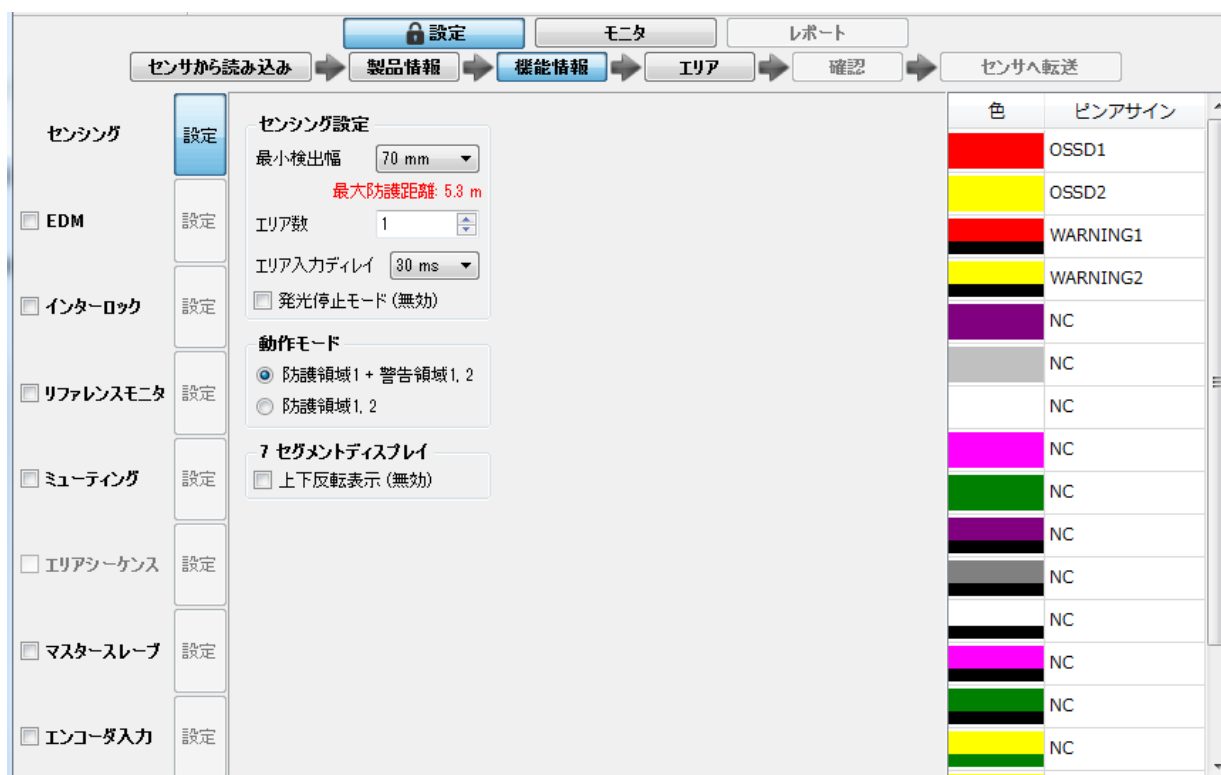 設定 モニタ レポート
センサから読み込み 製品情報 機能情報 エリア 確認 センサへ転送
センシング 設定
EDM 設定
インターロック 設定
リファレンスモニタ 設定
ミューティング 設定
エリアシーケンス 設定
マスタースレーブ 設定
エンコーダ入力 設定
センシング設定
最小検出幅 70 mm
最大防護距離: 5.3 m
エリア数 1
エリア入力ディレイ 30 ms
発光停止モード (無効)
動作モード
防護領域1 + 警告領域1, 2
防護領域1, 2
7 セグメントディスプレイ
上下反転表示 (無効)
色 ピンアサイン
OSSD1
OSSD2
WARNING1
WARNING2
NC
NC
NC
NC
NC
NC
NC
NC
NC
NC
NC